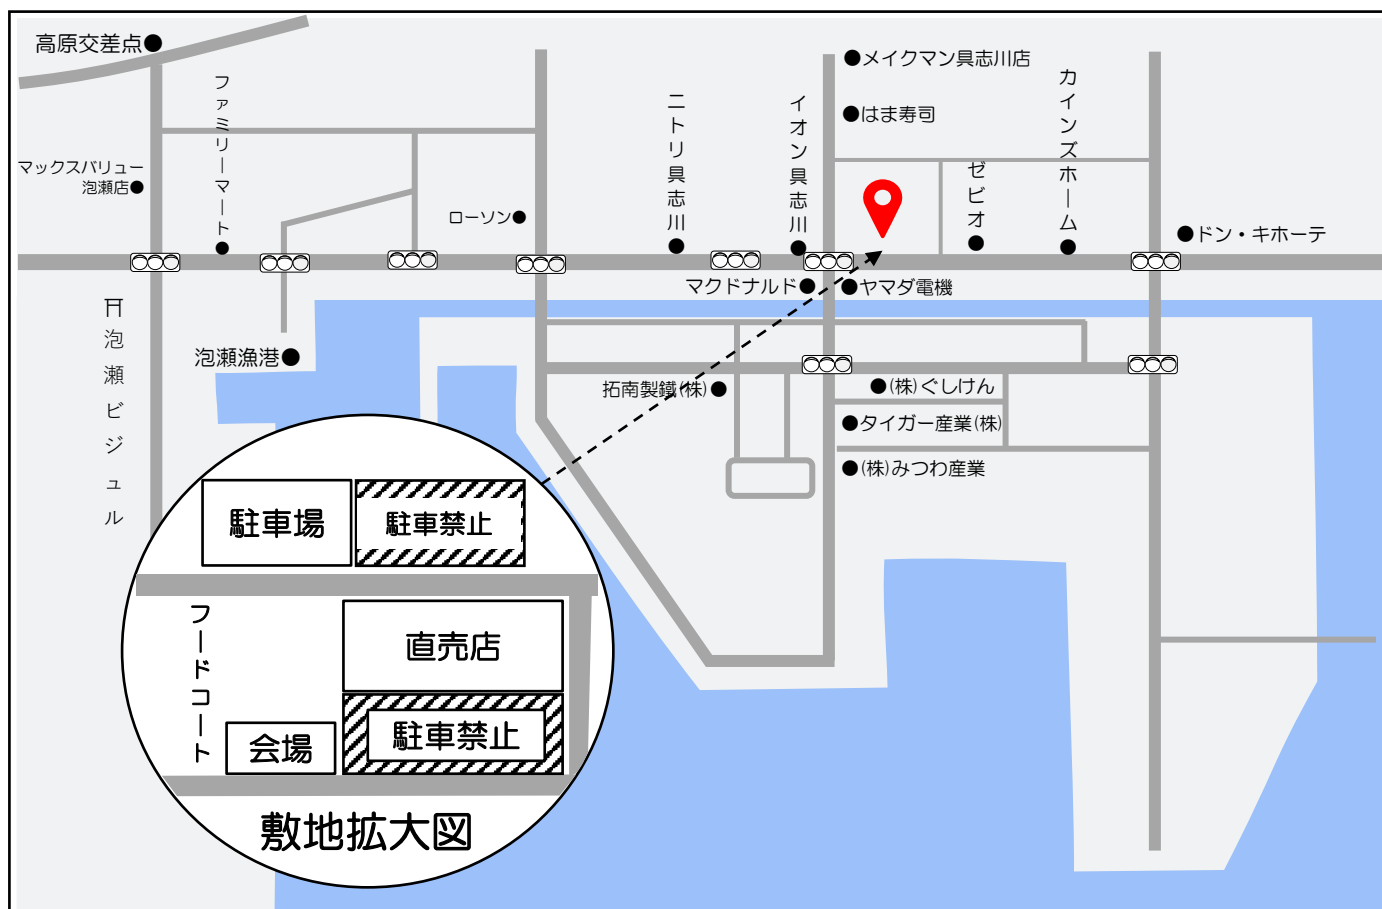 高原交差点
ファミリーマート
マックスバリュー
泡瀬店
ローソン
ニトリ具志川
イオン具志川
メイクマン具志川店
はま寿司
カインズホーム
ゼビオ
ドン・キホーテ
マクドナルド
ヤマダ電機
泡瀬ビジュル
泡瀬漁港
拓南製鐵(株)
(株)ぐしけん
タイガー産業(株)
(株)みつわ産業
駐車場
駐車禁止
フードコート
直売店
会場
駐車禁止
敷地拡大図